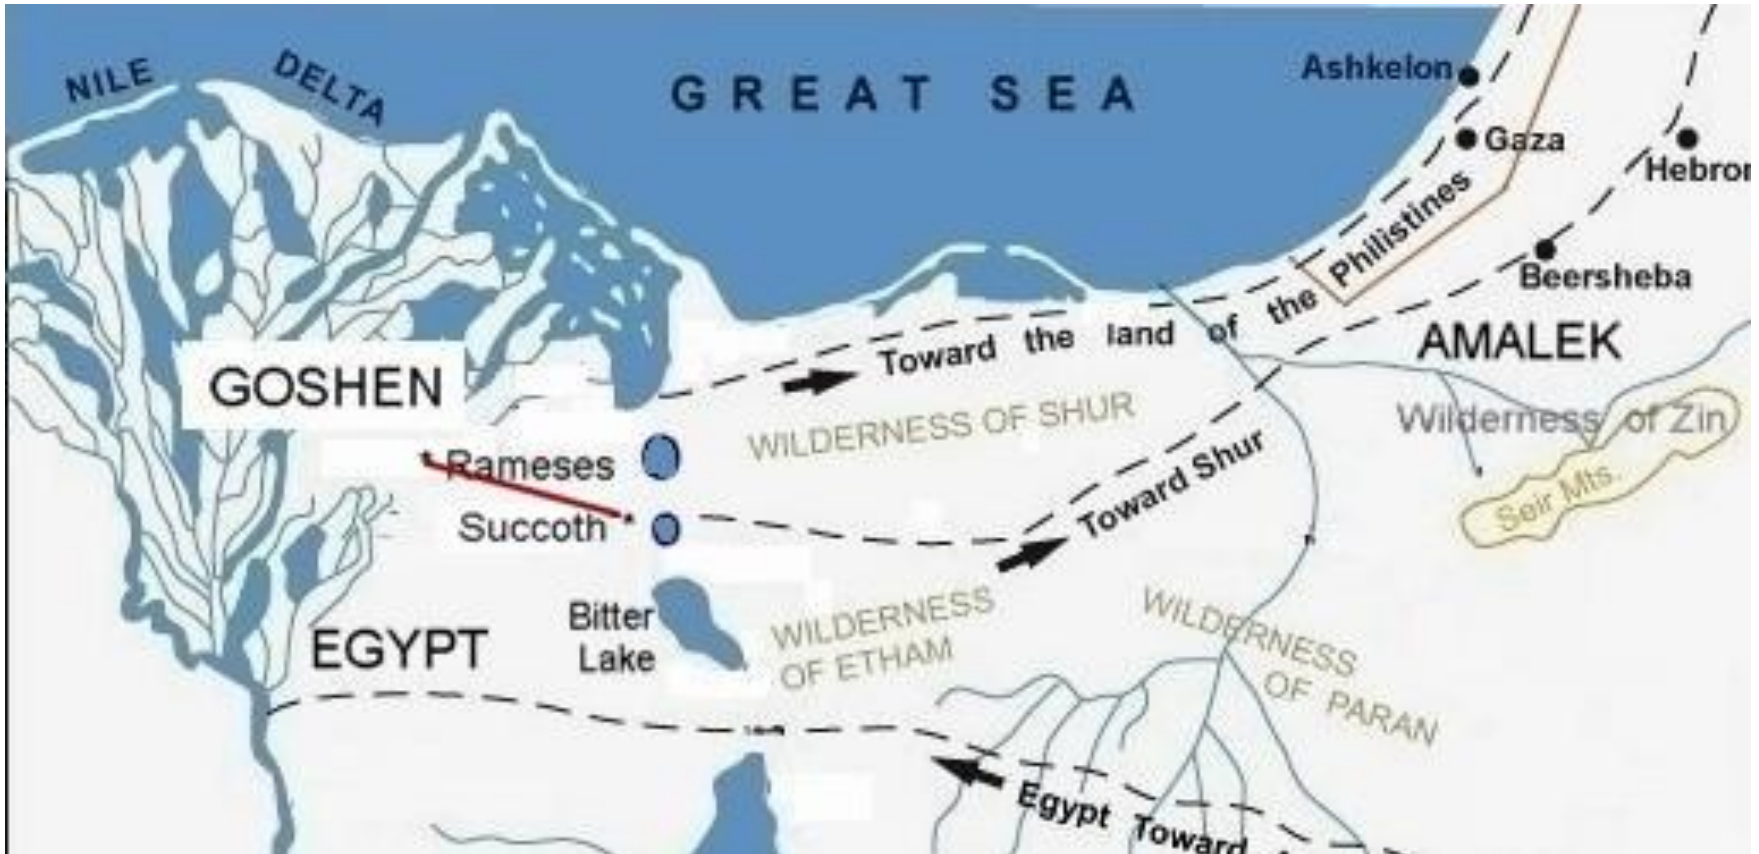 NILE DELTA
GREAT SEA
Ashkelon
Gaza
Hebron
Philistines
Beersheba
Toward the land of the
AMALEK
GOSHEN
WILDERNESS OF SHUR
Wilderness of Zin
Rameses
Toward Shur
Seir Mts.
Succoth
Bitter
Lake
WILDERNESS
OF ETHAM
WILDERNESS
OF PARAN
EGYPT
Egypt Toward